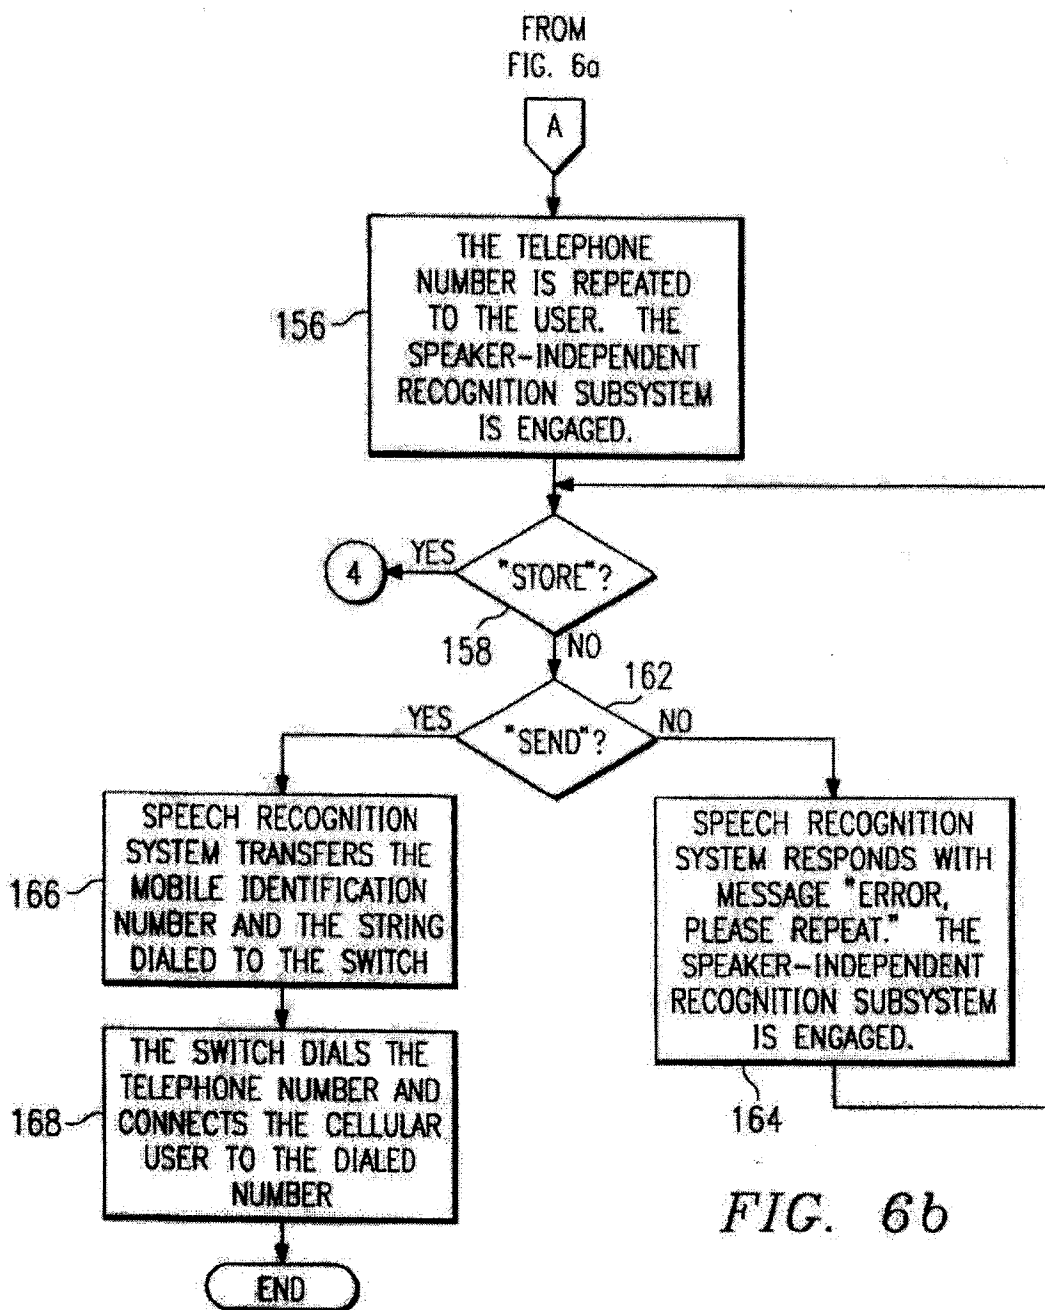 FROM
FIG. 6a
A
THE TELEPHONE
NUMBER IS REPEATED
TO THE USER. THE
SPEAKER-INDEPENDENT
RECOGNITION SUBSYSTEM
IS ENGAGED.
156
"STORE"?
YES
4
158
NO
162
"SEND"?
YES
NO
SPEECH RECOGNITION
SYSTEM TRANSFERS THE
MOBILE IDENTIFICATION
NUMBER AND THE STRING
DIALED TO THE SWITCH
166
SPEECH RECOGNITION
SYSTEM RESPONDS WITH
MESSAGE "ERROR,
PLEASE REPEAT." THE
SPEAKER-INDEPENDENT
RECOGNITION SUBSYSTEM
IS ENGAGED.
164
THE SWITCH DIALS THE
TELEPHONE NUMBER AND
CONNECTS THE CELLULAR
USER TO THE DIALED
NUMBER
168
END
FIG. 6b